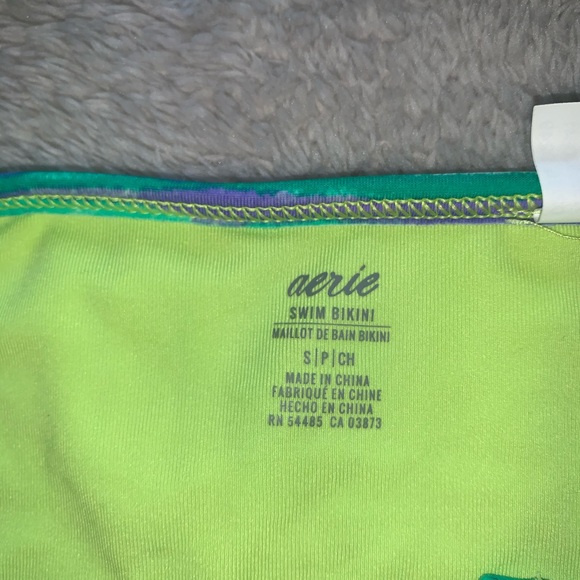 aerie
SWIM BIKINI
MAILLOT DE BAIN BIKINI
S|P|CH
MADE IN CHINA
FABRIQUÉ EN CHINE
HECHO EN CHINA
RN 54485 CA 03873